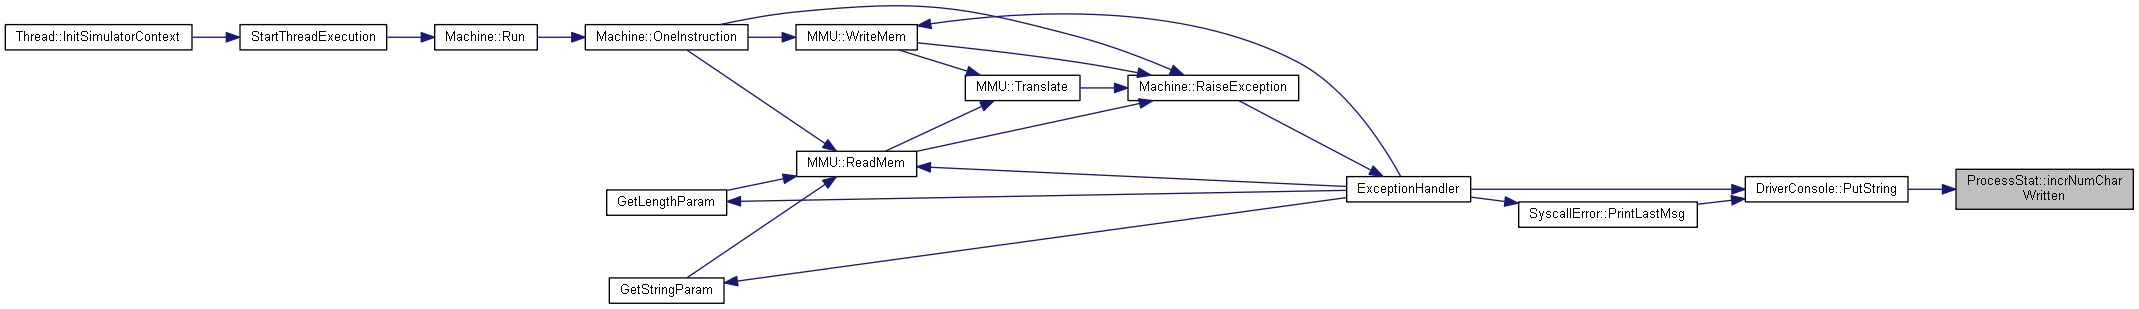 Thread::InitSimulatorContext
StartThreadExecution
Machine::Run
Machine::OneInstruction
MMU::WriteMem
MMU::Translate
Machine::RaiseException
MMU::ReadMem
GetLengthParam
GetStringParam
ExceptionHandler
SyscallError::PrintLastMsg
DriverConsole::PutString
ProcessStat::incrNumChar
Written